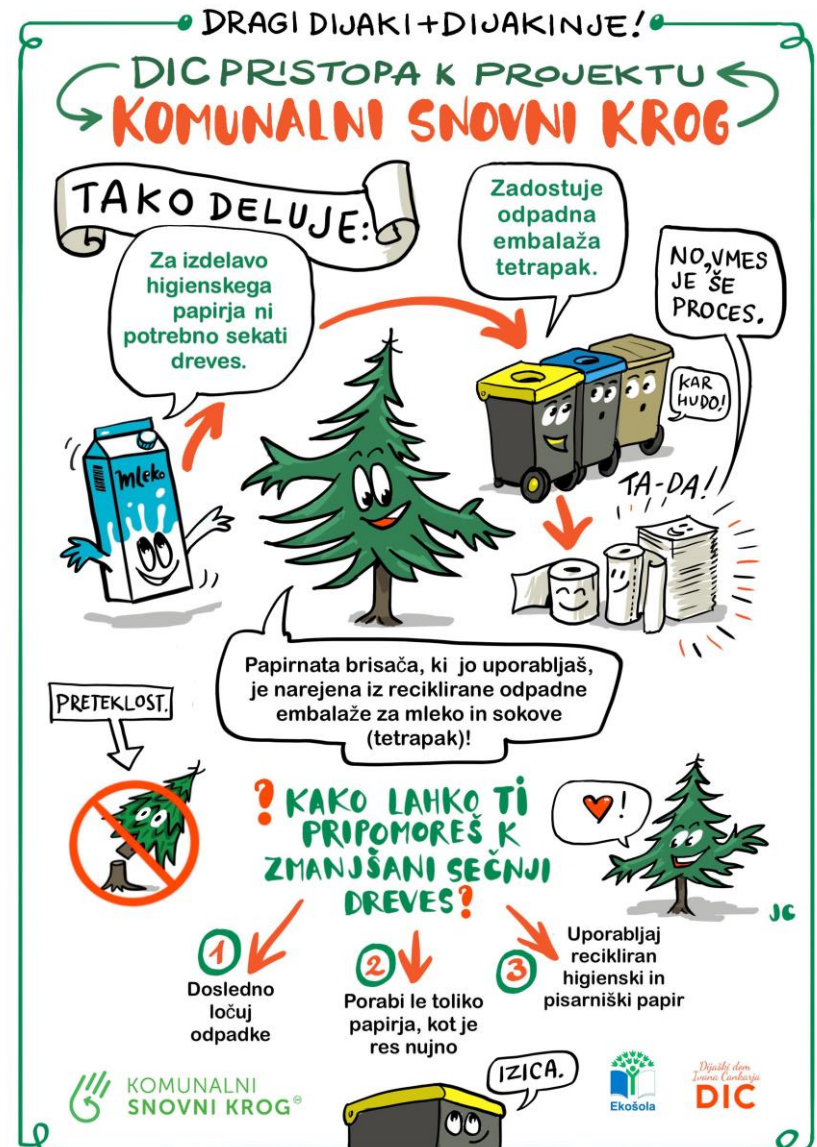 DRAGI DIJAKI+DIJAKINJE!
DIC PRISTOPA K PROJEKTU
KOMUNALNI SNOVNI KROG
TAKO DELUJE:
Za izdelavo
higienskega
papirja ni
potrebno sekati
dreves.
Zadostuje
odpadna
embalaža
tetrapak.
NO, VMES
JE ŠE
PROCES.
KAR
HUDO!
mleko
TA-DA!
Papirnata brisača, ki jo uporabljaš,
je narejena iz reciklirane odpadne
embalaže za mleko in sokove
(tetrapak)!
PRETEKLOST.
? KAKO LAHKO TI
PRIPOMOREŠ K
ZMANJŠANI SEČNJI
DREVES?
!
JG
1
Dosledno
ločuj
odpadke
2
Porabi le toliko
papirja, kot je
res nujno
3
Uporabljaj
recikliran
higienski in
pisarniški papir
IZICA.
KOMUNALNI
SNOVNI KROG®
Ekošola
Dijaški dom
Ivana Cankarja
DIC